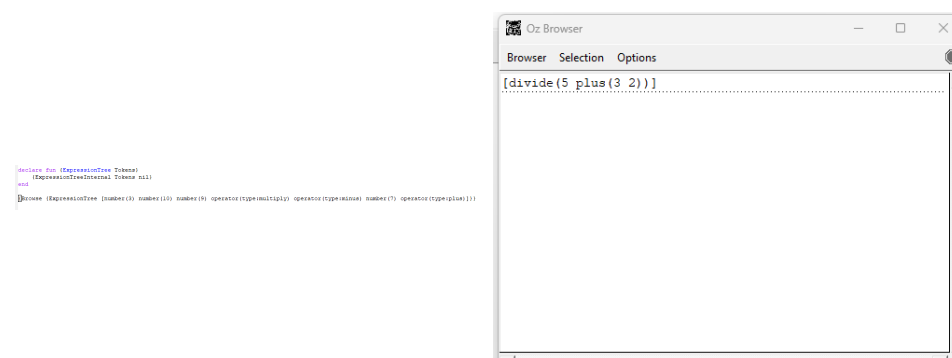 declare fun {ExpressionTree Tokens}
{ExpressionTreeInternal Tokens nil}
end
{Browse {ExpressionTree [number(3) number(10) number(9) operator(type:multiply) operator(type:minus) number(7) operator(type:plus)]}}
Oz Browser
Browser Selection Options
[divide(5 plus(3 2))]